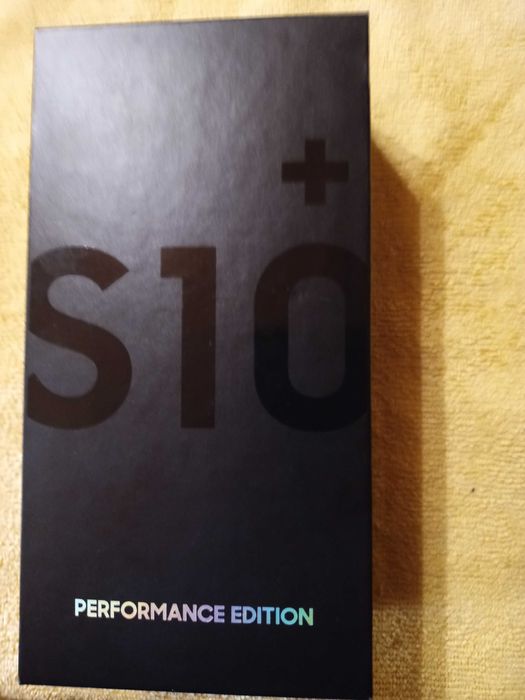 +
S10
PERFORMANCE EDITION